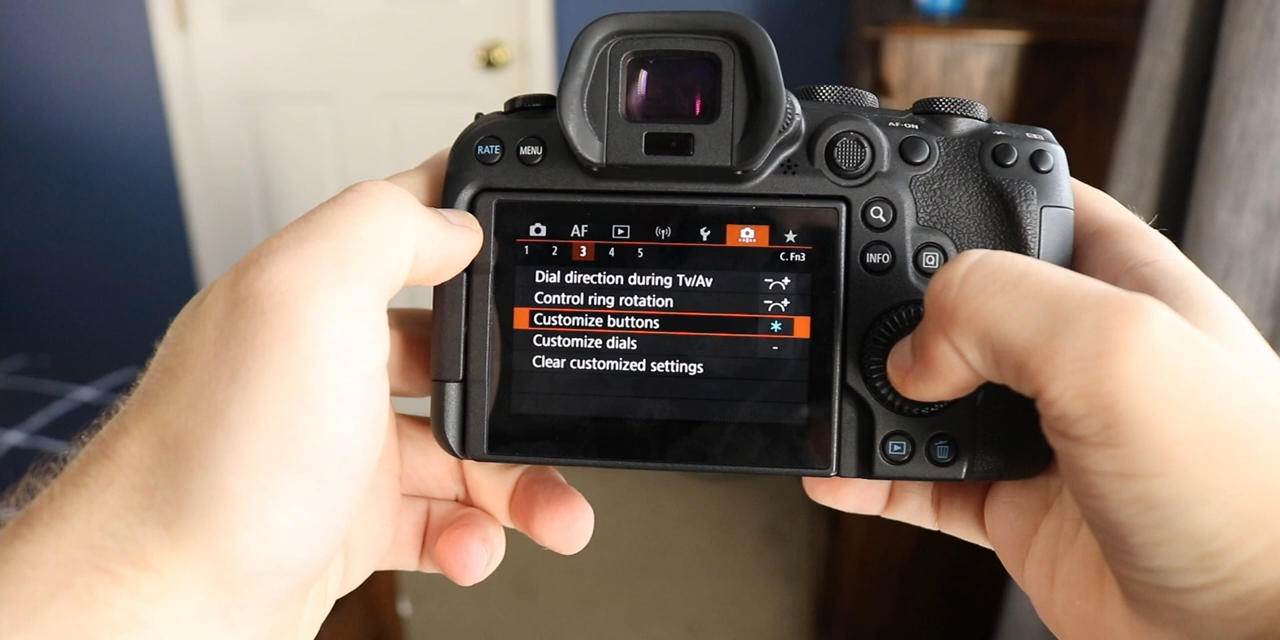 AF-ON
RATE MENU
AF
1 2 3 4 5 C.Fn3
INFO Q
Dial direction during Tv/Av
Control ring rotation
Customize buttons
Customize dials -
Clear customized settings